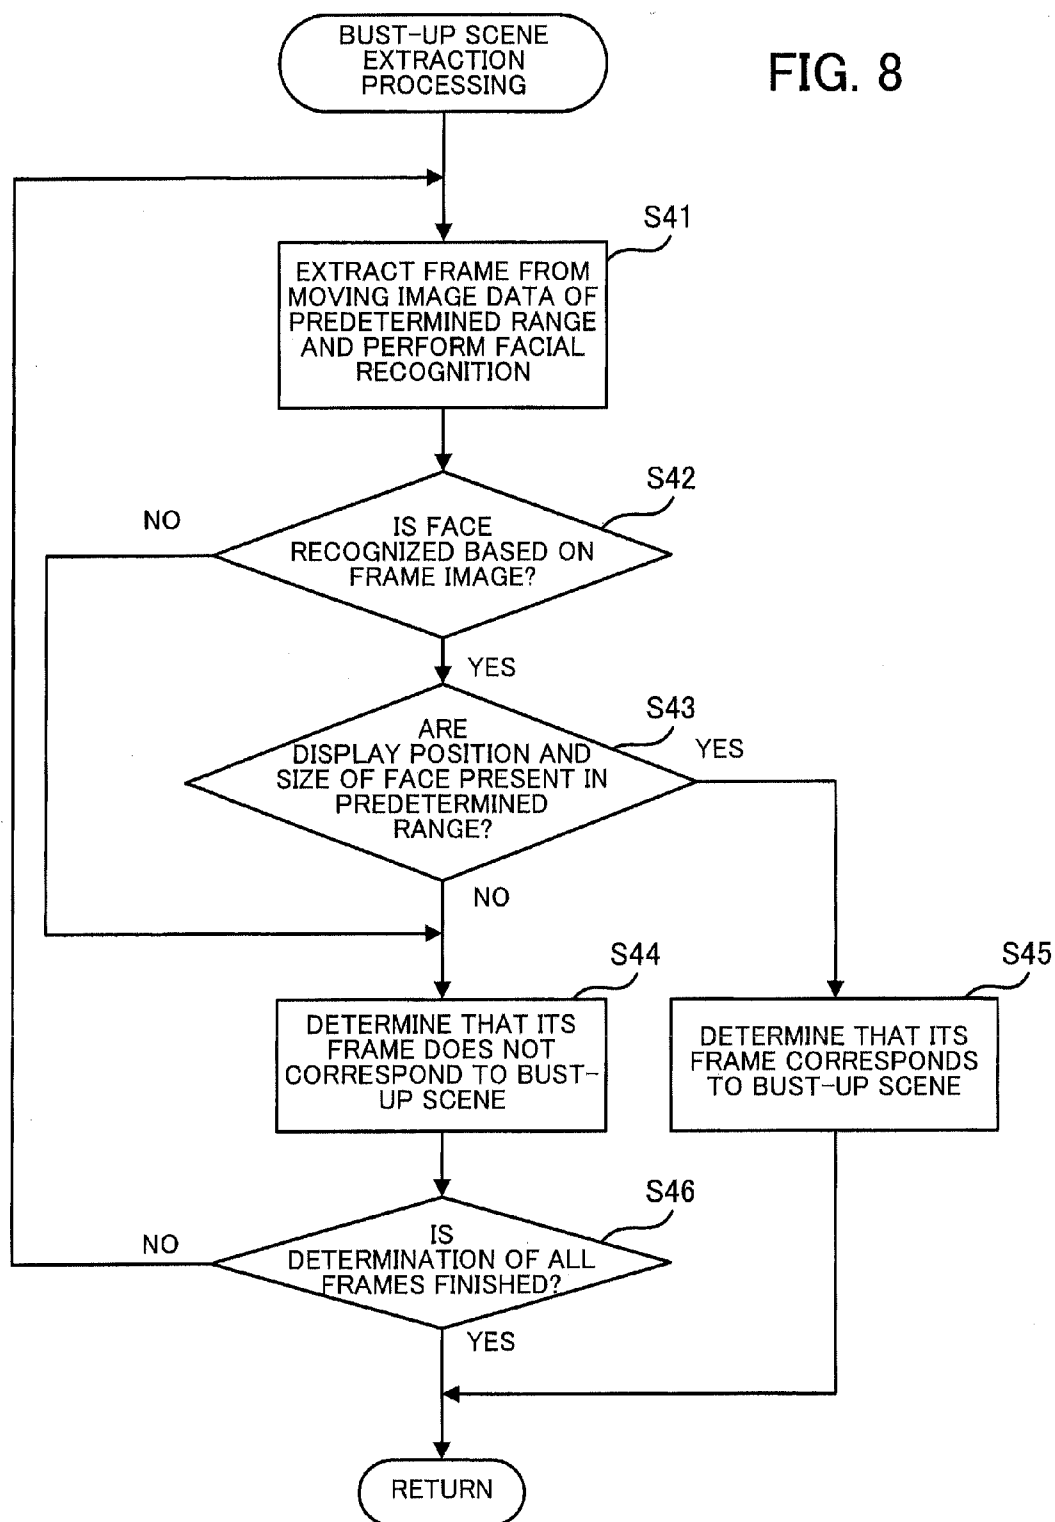 BUST-UP SCENE
EXTRACTION
PROCESSING
FIG. 8
S41
EXTRACT FRAME FROM
MOVING IMAGE DATA OF
PREDETERMINED RANGE
AND PERFORM FACIAL
RECOGNITION
S42
NO
IS FACE
RECOGNIZED BASED ON
FRAME IMAGE?
YES
S43
ARE
DISPLAY POSITION AND
SIZE OF FACE PRESENT IN
PREDETERMINED
RANGE?
YES
NO
S44
DETERMINE THAT ITS
FRAME DOES NOT
CORRESPOND TO BUST-
UP SCENE
S45
DETERMINE THAT ITS
FRAME CORRESPONDS
TO BUST-UP SCENE
S46
NO
IS
DETERMINATION OF ALL
FRAMES FINISHED?
YES
RETURN